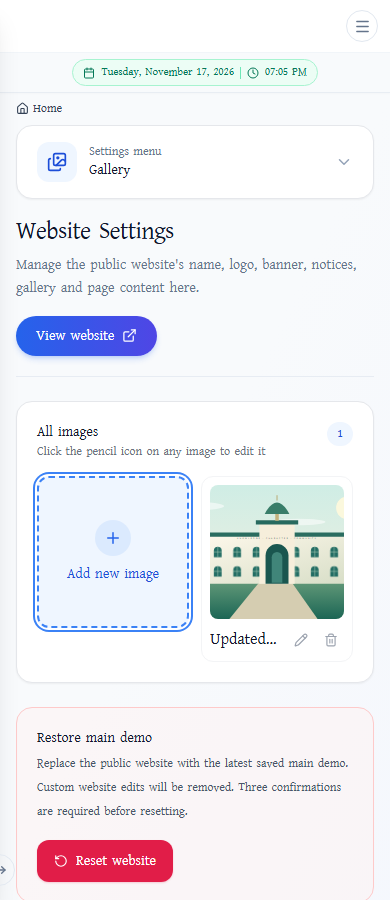 Tuesday, November 17, 2026 | 07:05 PM
Home
Settings menu
Gallery
Website Settings
Manage the public website's name, logo, banner, notices,
gallery and page content here.
View website
All images
1
Click the pencil icon on any image to edit it
Add new image
Updated...
Restore main demo
Replace the public website with the latest saved main demo.
Custom website edits will be removed. Three confirmations
are required before resetting.
Reset website